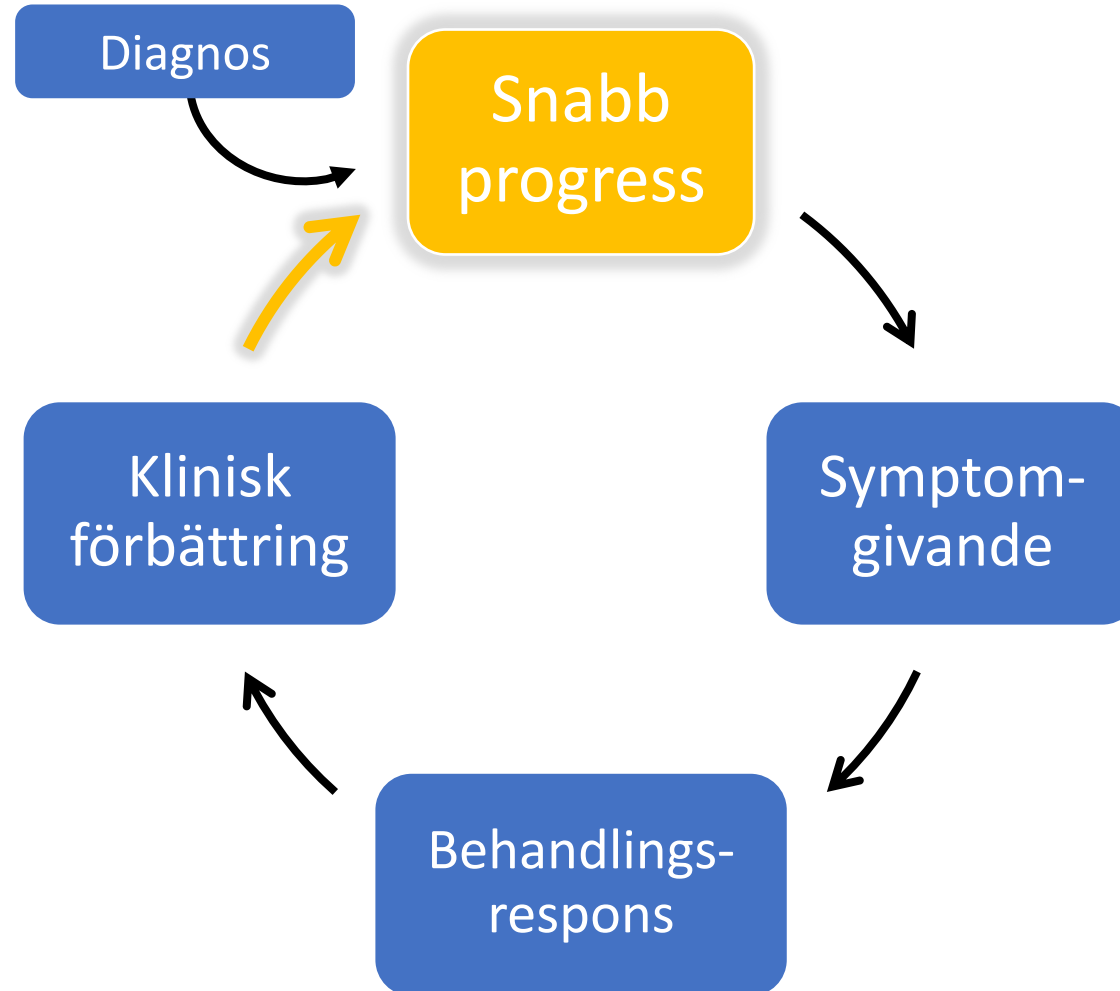 Diagnos
Snabb
progress
Symptom-
givande
Behandlings-
respons
Klinisk
förbättring